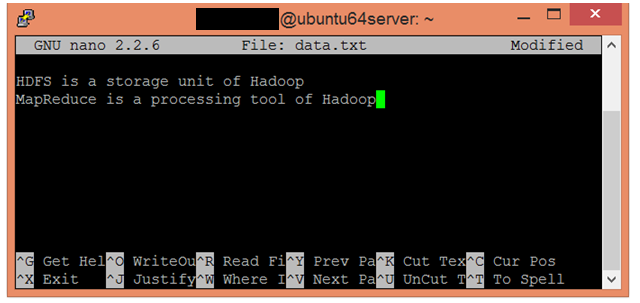 @ubuntu64server: ~
GNU nano 2.2.6 File: data.txt Modified
HDFS is a storage unit of Hadoop
MapReduce is a processing tool of Hadoop
^G Get Hel^O WriteOu^R Read Fi^Y Prev Pa^K Cut Tex^C Cur Pos
^X Exit ^J Justify^W Where I^V Next Pa^U UnCut T^T To Spell